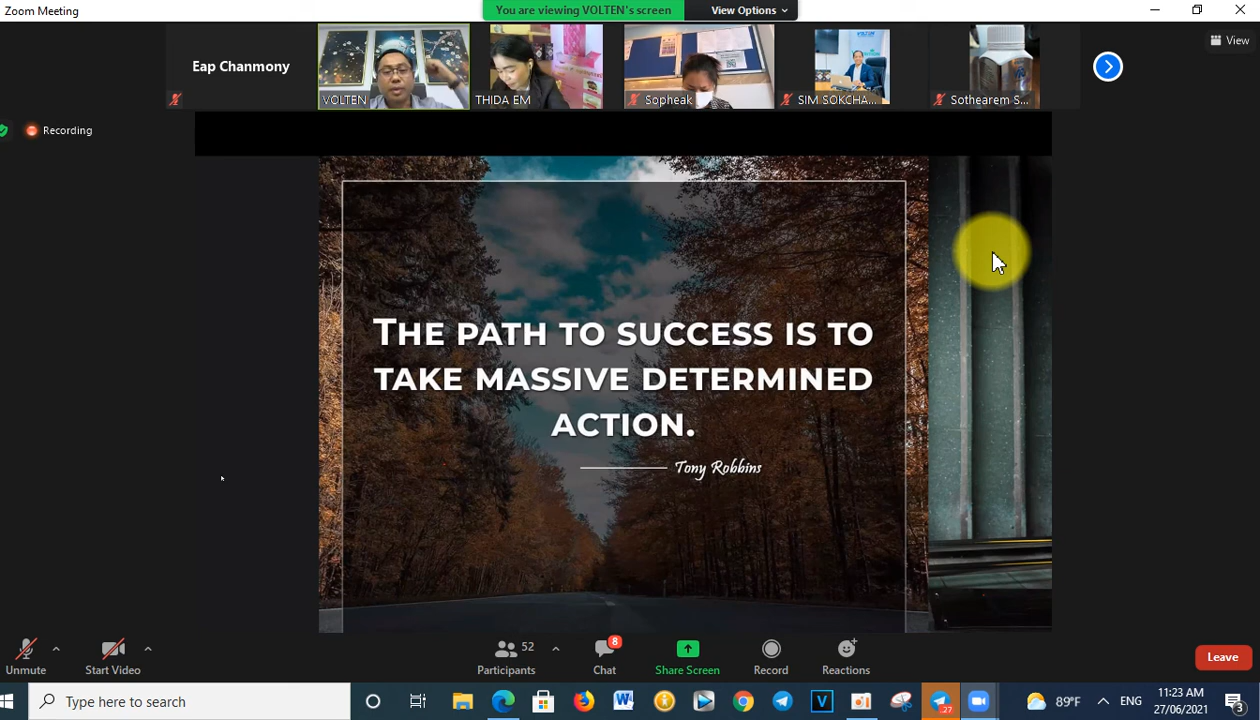 Zoom Meeting
You are viewing VOLTEN's screen
View Options
View
Eap Chanmony
VOLTEN
THIDA EM
Sopheak
SIM SOKCHA...
Sothearem S...
Recording
THE PATH TO SUCCESS IS TO
TAKE MASSIVE DETERMINED
ACTION.
Tony Robbins
Unmute
Start Video
Participants
52
Chat
8
Share Screen
Record
Reactions
Leave
Type here to search
27
89°F
ENG
11:23 AM
27/06/2021
3